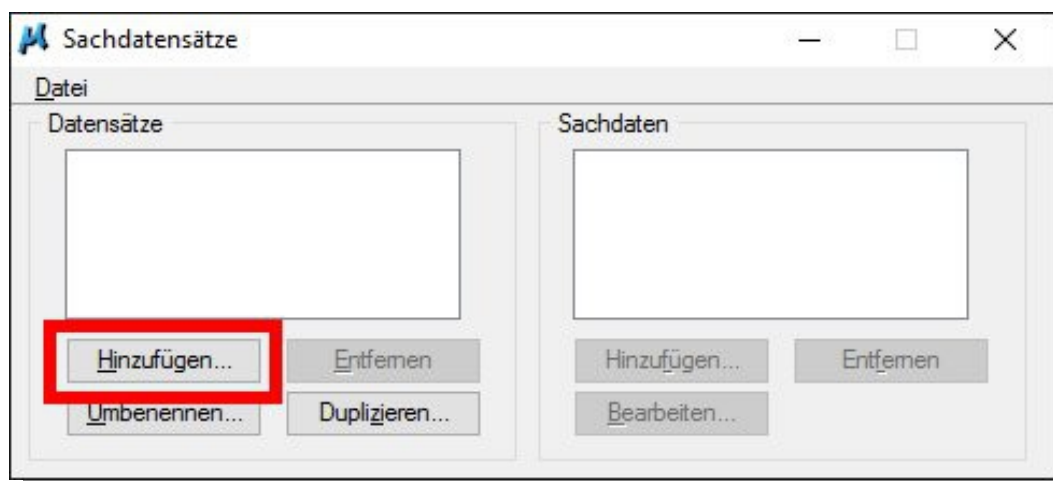 Sachdatensätze
Datei
Datensätze
Sachdaten
Hinzufügen... Entfernen
Umbenennen... Duplizieren...
Hinzufügen... Entfernen
Bearbeiten...